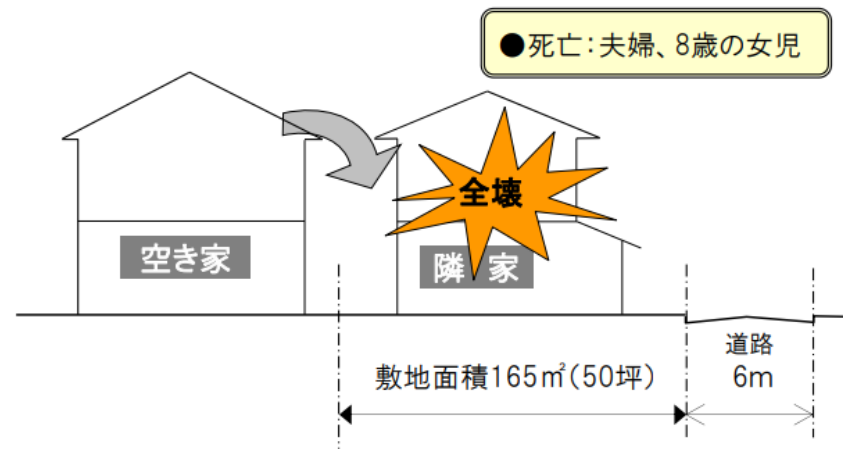 ●死亡：夫婦、8歳の女児
全壊
空き家
隣　家
道路
6m
敷地面積165㎡（50坪）